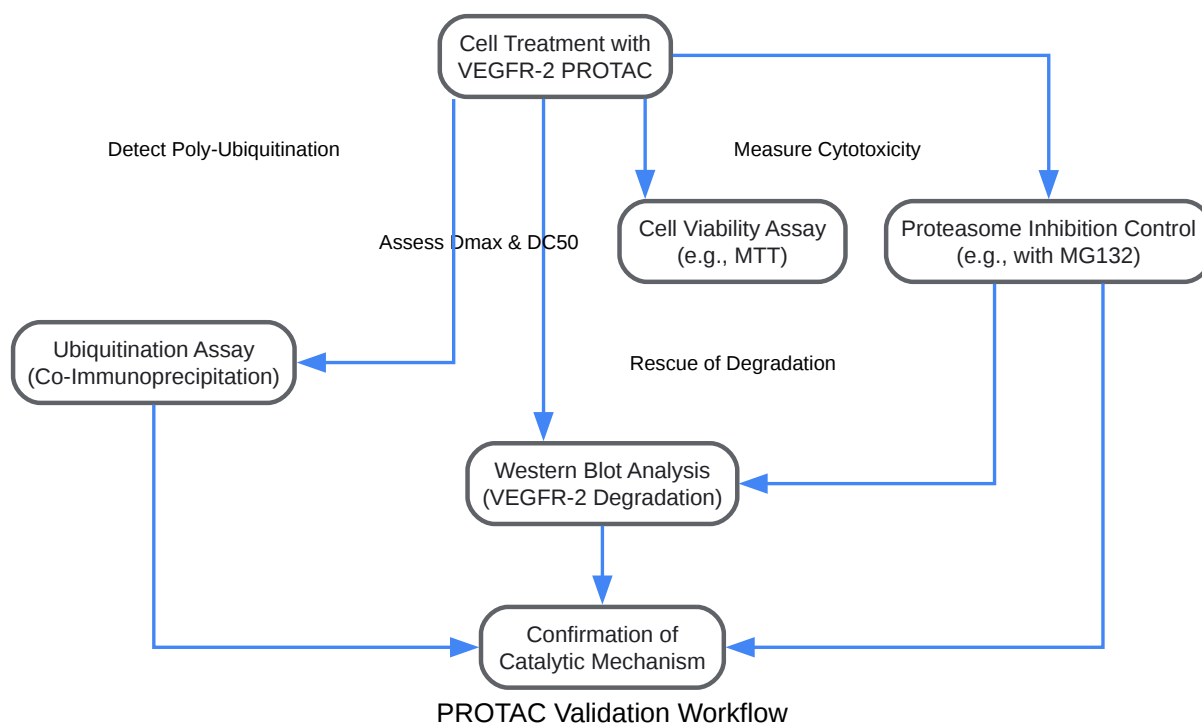 Cell Treatment with
VEGFR-2 PROTAC
Detect Poly-Ubiquitination
Measure Cytotoxicity
Assess Dmax & DC50
Cell Viability Assay
(e.g., MTT)
Proteasome Inhibition Control
(e.g., with MG132)
Ubiquitination Assay
(Co-Immunoprecipitation)
Rescue of Degradation
Western Blot Analysis
(VEGFR-2 Degradation)
Confirmation of
Catalytic Mechanism
PROTAC Validation Workflow